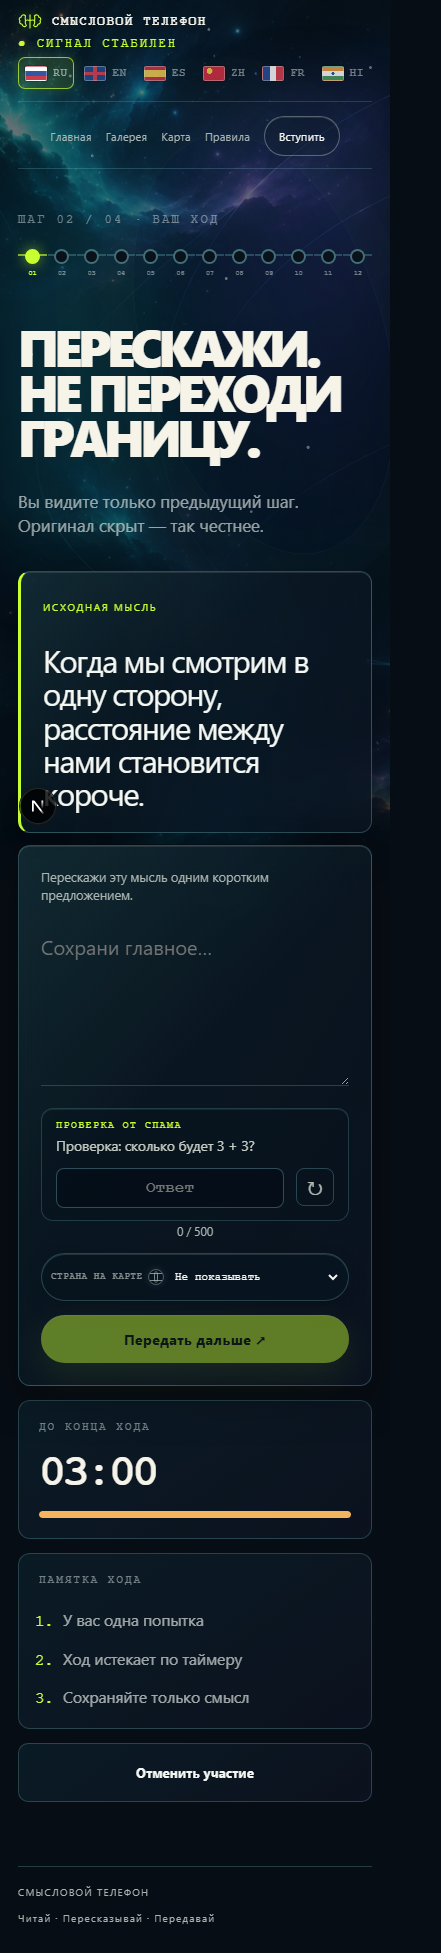 СМЫСЛОВОЙ ТЕЛЕФОН
СИГНАЛ СТАБИЛЕН
RU EN ES ZH FR HI
Главная Галерея Карта Правила Вступить
ШАГ 02 / 04 · ВАШ ХОД
01 02 03 04 05 06 07 08 09 10 11 12
ПЕРЕСКАЖИ.
НЕ ПЕРЕХОДИ
ГРАНИЦУ.
Вы видите только предыдущий шаг.
Оригинал скрыт — так честнее.
ИСХОДНАЯ МЫСЛЬ
Когда мы смотрим в
одну сторону,
расстояние между
нами становится
короче.
N
Перескажи эту мысль одним коротким
предложением.
Сохрани главное...
ПРОВЕРКА ОТ СПАМА
Проверка: сколько будет 3 + 3?
Ответ ↻
0 / 500
СТРАНА НА КАРТЕ Не показывать
Передать дальше ↗
ДО КОНЦА ХОДА
03:00
ПАМЯТКА ХОДА
1. У вас одна попытка
2. Ход истекает по таймеру
3. Сохраняйте только смысл
Отменить участие
СМЫСЛОВОЙ ТЕЛЕФОН
Читай · Пересказывай · Передавай